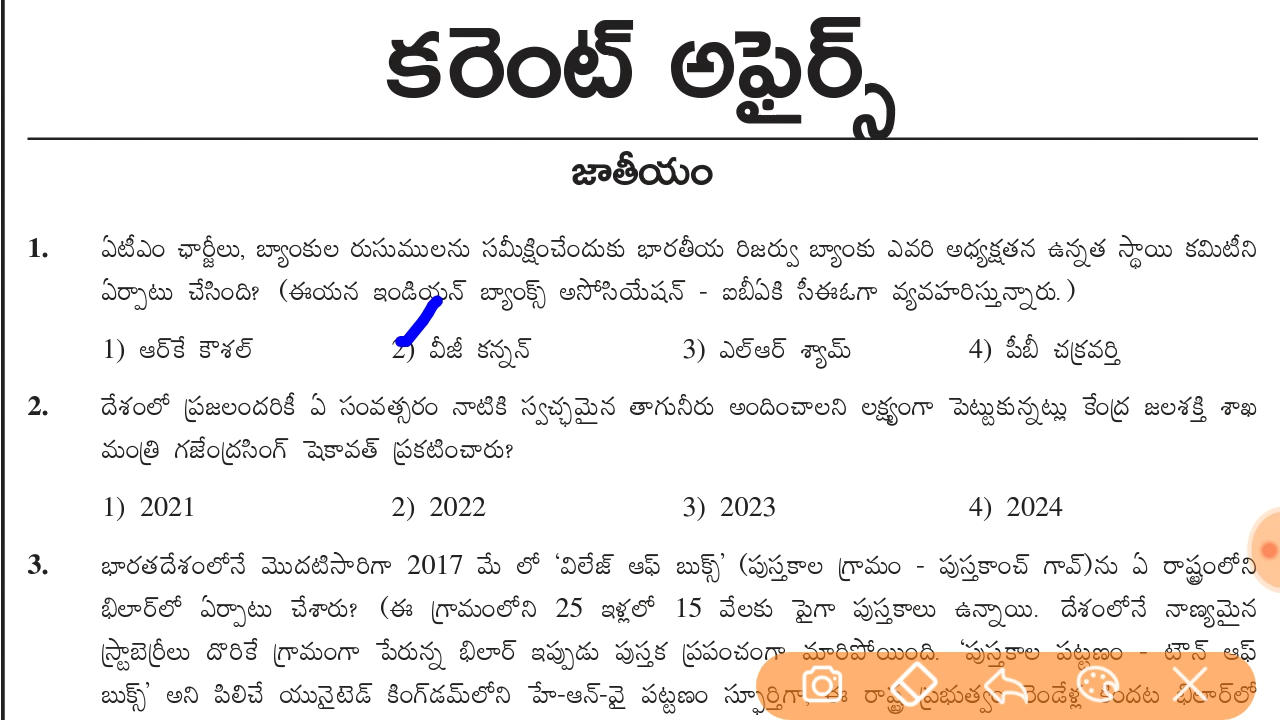 కరెంట్ అఫైర్స్
జాతీయం
1. ఏటీఎం ఛార్జీలు, బ్యాంకుల రుసుములను సమీక్షించేందుకు భారతీయ రిజర్వు బ్యాంకు ఎవరి అధ్యక్షతన ఉన్నత స్థాయి కమిటీని
ఏర్పాటు చేసింది? (ఈయన ఇండియన్ బ్యాంక్స్ అసోసియేషన్ - ఐబీఏకి సీఈఓగా వ్యవహరిస్తున్నారు.)
1) ఆర్‌కే కౌశల్ 2) వీజీ కన్నన్ 3) ఎల్ఆర్ శ్యామ్ 4) పీబీ చక్రవర్తి
2. దేశంలో ప్రజలందరికీ ఏ సంవత్సరం నాటికి స్వచ్ఛమైన తాగునీరు అందించాలని లక్ష్యంగా పెట్టుకున్నట్లు కేంద్ర జలశక్తి శాఖ
మంత్రి గజేంద్రసింగ్ షెకావత్ ప్రకటించారు?
1) 2021 2) 2022 3) 2023 4) 2024
3. భారతదేశంలోనే మొదటిసారిగా 2017 మే లో ‘విలేజ్ ఆఫ్ బుక్స్’ (పుస్తకాల గ్రామం - పుస్తకాంచ్ గావ్)ను ఏ రాష్ట్రంలోని
భిలార్‌లో ఏర్పాటు చేశారు? (ఈ గ్రామంలోని 25 ఇళ్లలో 15 వేలకు పైగా పుస్తకాలు ఉన్నాయి. దేశంలోనే నాణ్యమైన
స్ట్రాబెర్రీలు దొరికే గ్రామంగా పేరున్న భిలార్ ఇప్పుడు పుస్తక ప్రపంచంగా మారిపోయింది. ‘పుస్తకాల పట్టణం - టౌన్ ఆఫ్
బుక్స్’ అని పిలిచే యునైటెడ్ కింగ్‌డమ్‌లోని హే-ఆన్-వై పట్టణం స్ఫూర్తిగా, ఈ రాష్ట్ర ప్రభుత్వం రెండేళ్ల కిందట భిలార్‌లో